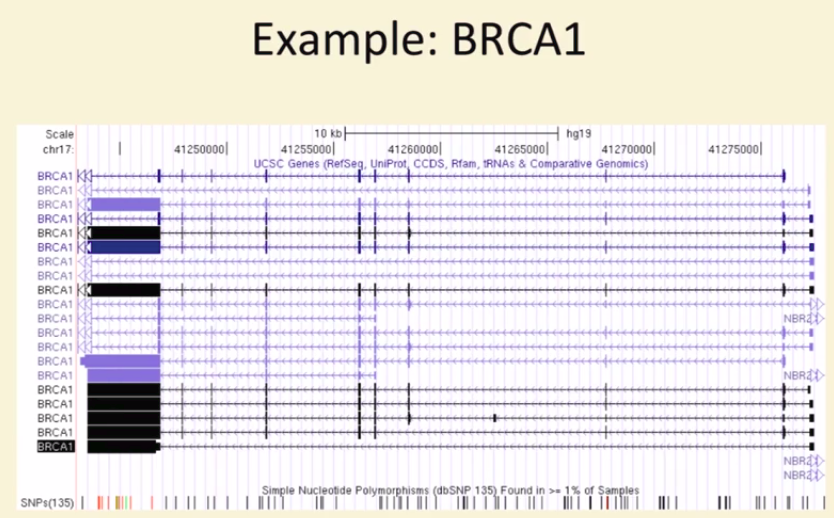 Example: BRCA1
Scale 10 kb hg19
chr17: 41250000 41255000 41260000 41265000 41270000 41275000
UCSC Genes (RefSeq, UniProt, CCDS, Rfam, tRNAs & Comparative Genomics)
BRCA1
BRCA1
BRCA1
BRCA1
BRCA1
BRCA1
BRCA1
BRCA1
BRCA1
BRCA1
BRCA1 NBR2
BRCA1
BRCA1
BRCA1
BRCA1 NBR2
BRCA1
BRCA1
BRCA1
BRCA1
BRCA1
NBR2
NBR2
Simple Nucleotide Polymorphisms (dbSNP 135) Found in >= 1% of Samples
SNPs(135)